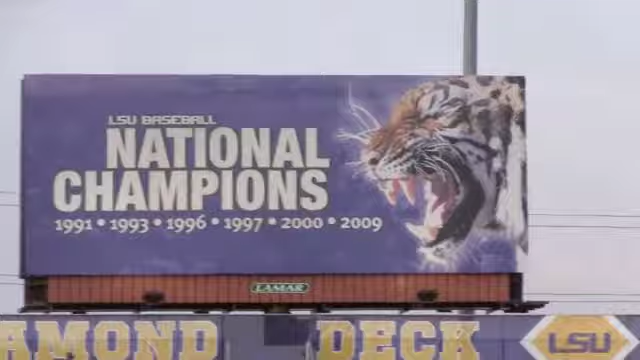 LSU BASEBALL
NATIONAL
CHAMPIONS
1991 • 1993 • 1996 • 1997 • 2000 • 2009
LAMAR
AMOND DECK LSU